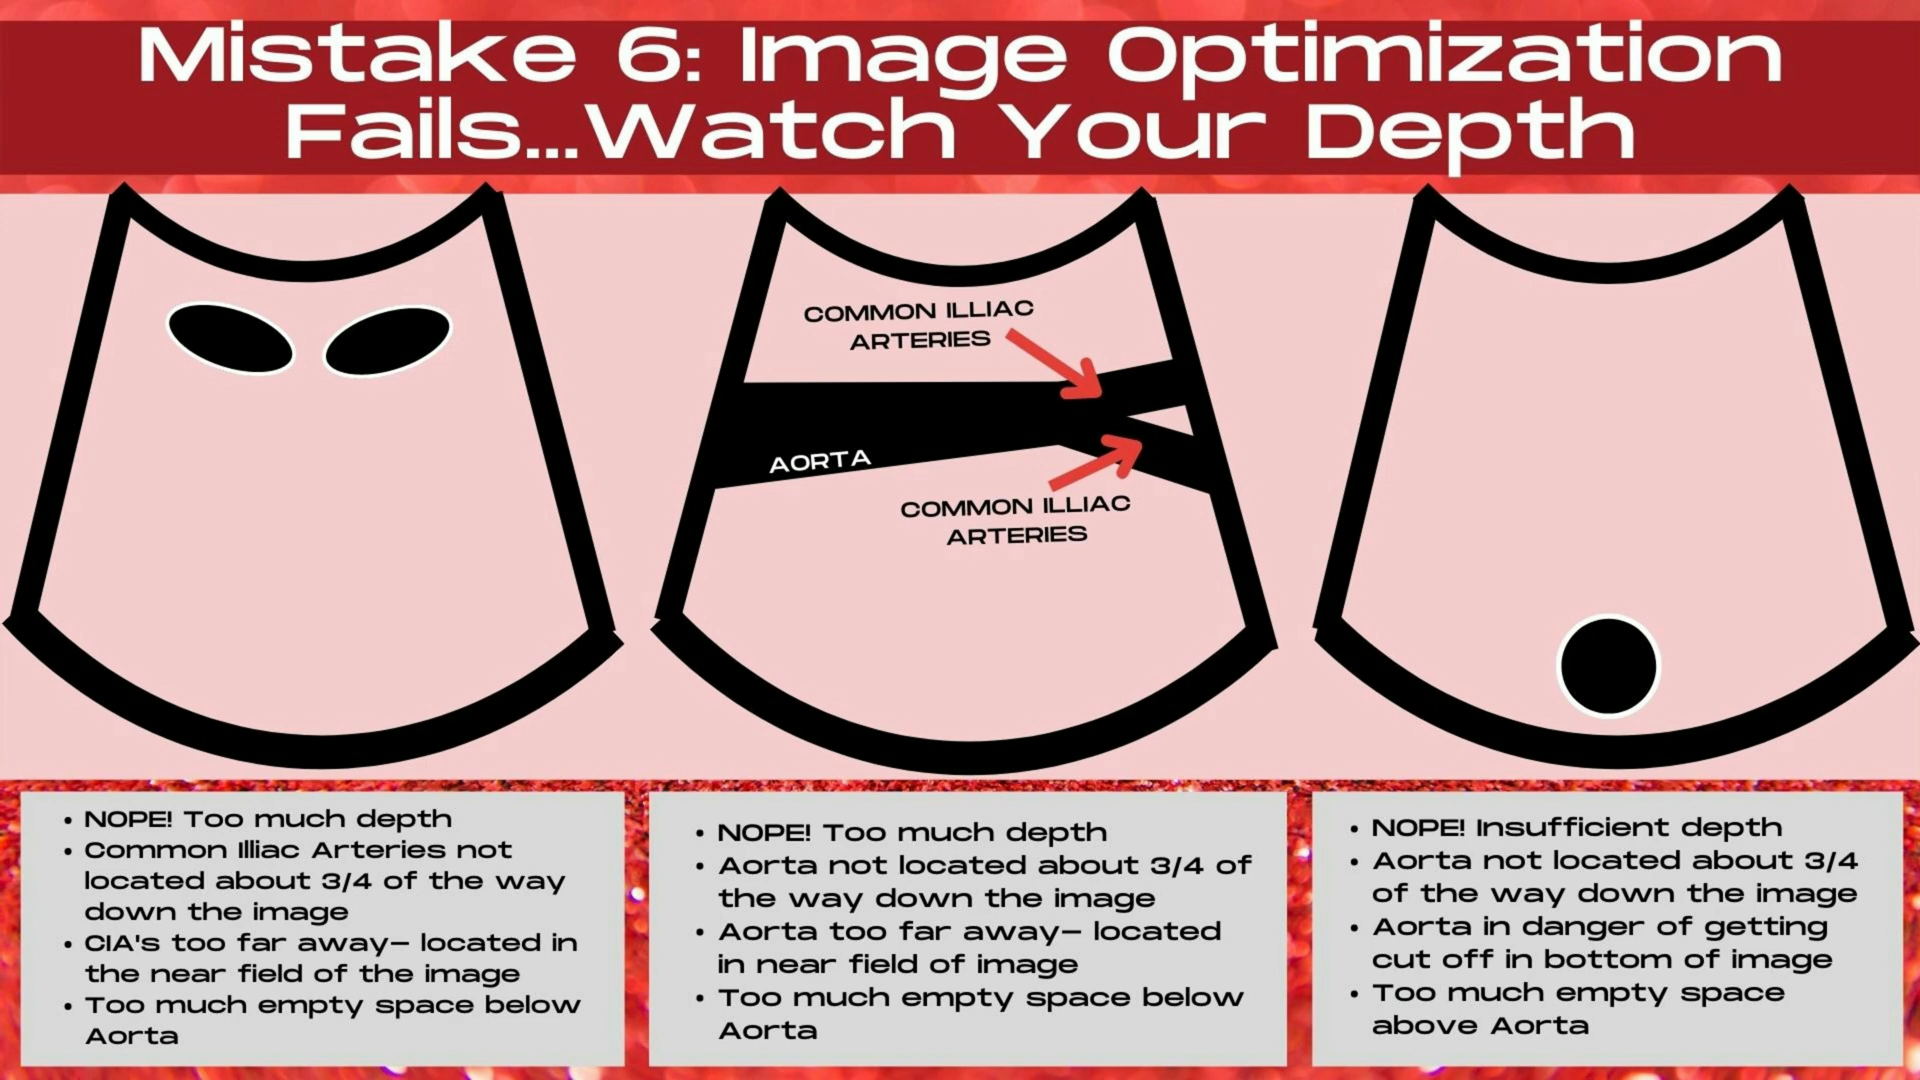 Mistake 6: Image Optimization
Fails...Watch Your Depth
COMMON ILLIAC
ARTERIES
AORTA
COMMON ILLIAC
ARTERIES
• NOPE! Too much depth
• Common Illiac Arteries not
located about 3/4 of the way
down the image
• CIA's too far away– located in
the near field of the image
• Too much empty space below
Aorta
• NOPE! Too much depth
• Aorta not located about 3/4 of
the way down the image
• Aorta too far away– located
in near field of image
• Too much empty space below
Aorta
• NOPE! Insufficient depth
• Aorta not located about 3/4
of the way down the image
• Aorta in danger of getting
cut off in bottom of image
• Too much empty space
above Aorta